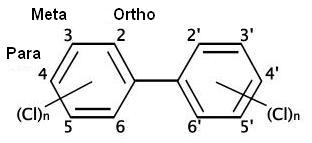 Meta Ortho
3 2 2' 3'
Para
4 4'
(Cl)n (Cl)n
5 6 6' 5'